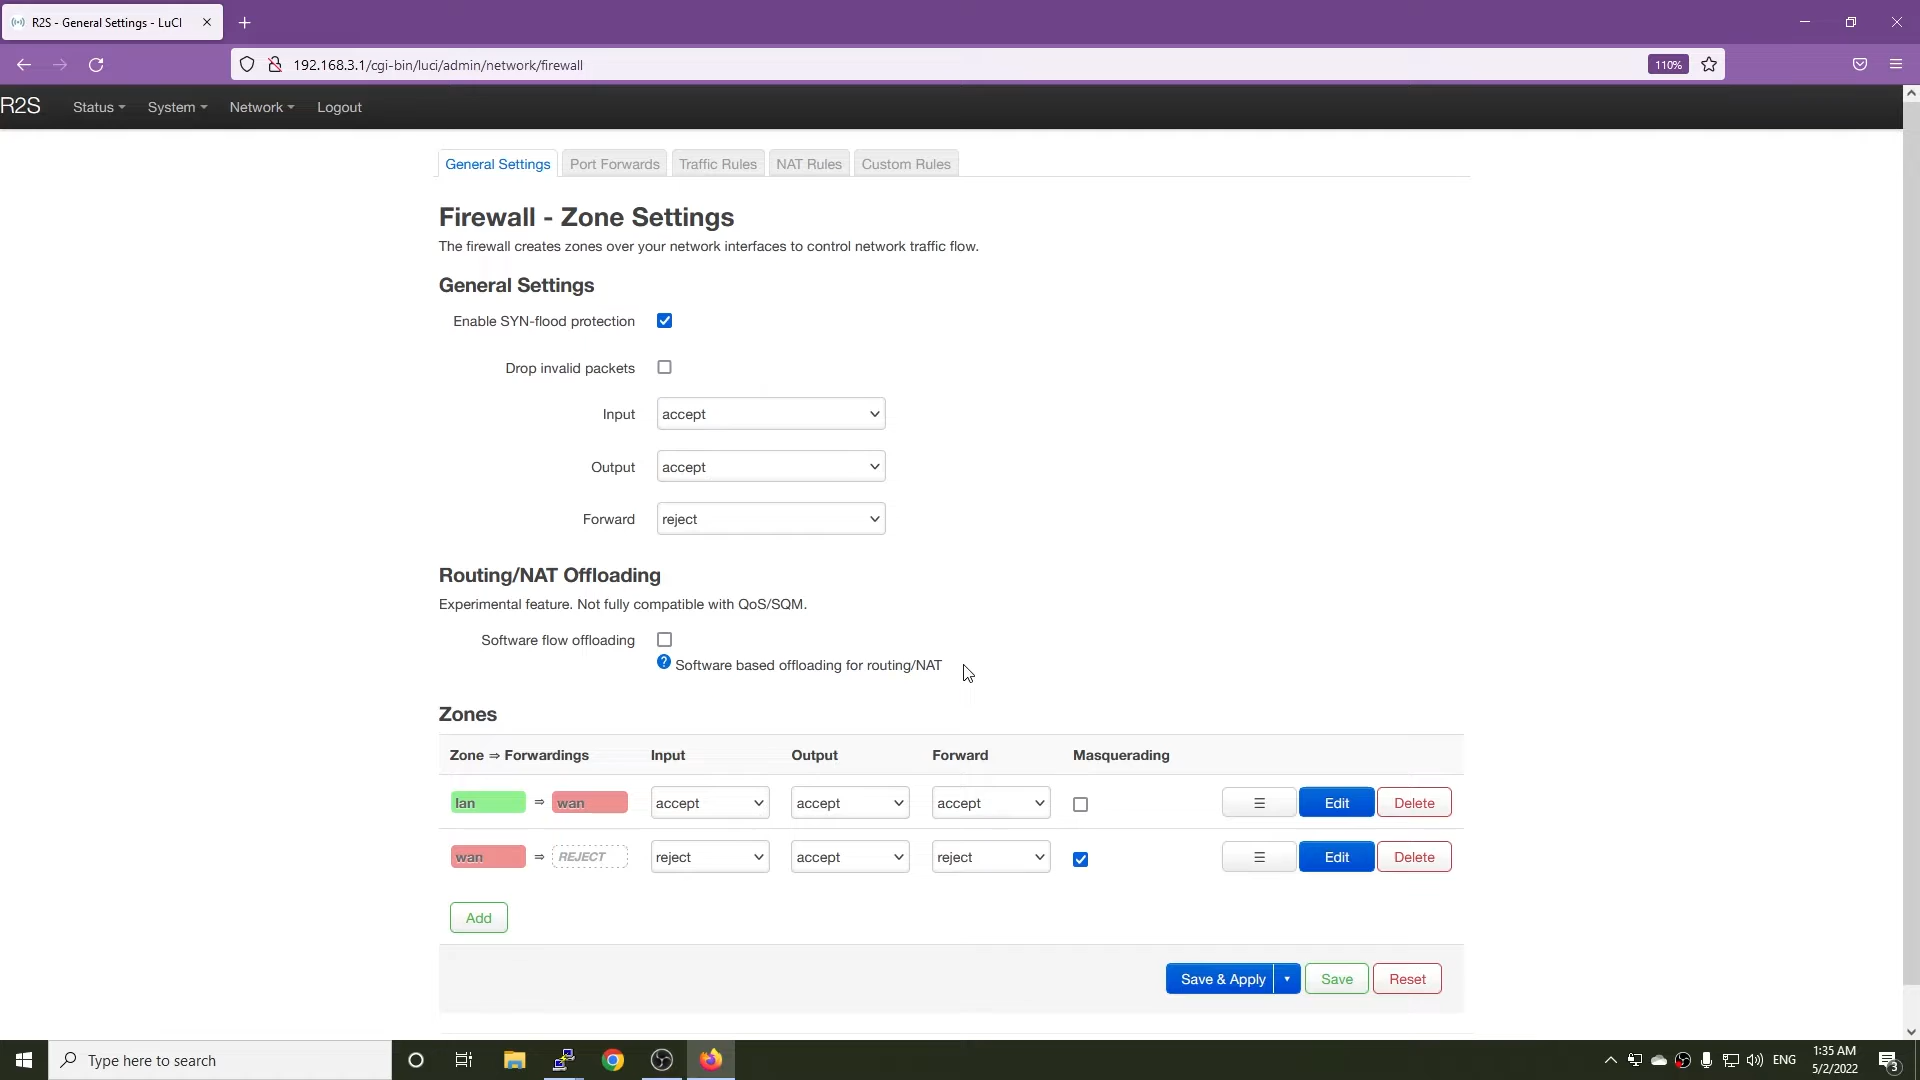 R2S - General Settings - LuCI
192.168.3.1/cgi-bin/luci/admin/network/firewall
110%
R2S Status System Network Logout
General Settings Port Forwards Traffic Rules NAT Rules Custom Rules
Firewall - Zone Settings
The firewall creates zones over your network interfaces to control network traffic flow.
General Settings
Enable SYN-flood protection
Drop invalid packets
Input accept
Output accept
Forward reject
Routing/NAT Offloading
Experimental feature. Not fully compatible with QoS/SQM.
Software flow offloading
? Software based offloading for routing/NAT
Zones
Zone ⇒ Forwardings Input Output Forward Masquerading
lan ⇒ wan accept accept accept Edit Delete
wan ⇒ REJECT reject accept reject Edit Delete
Add
Save & Apply Save Reset
Type here to search
ENG
1:35 AM
5/2/2022
3